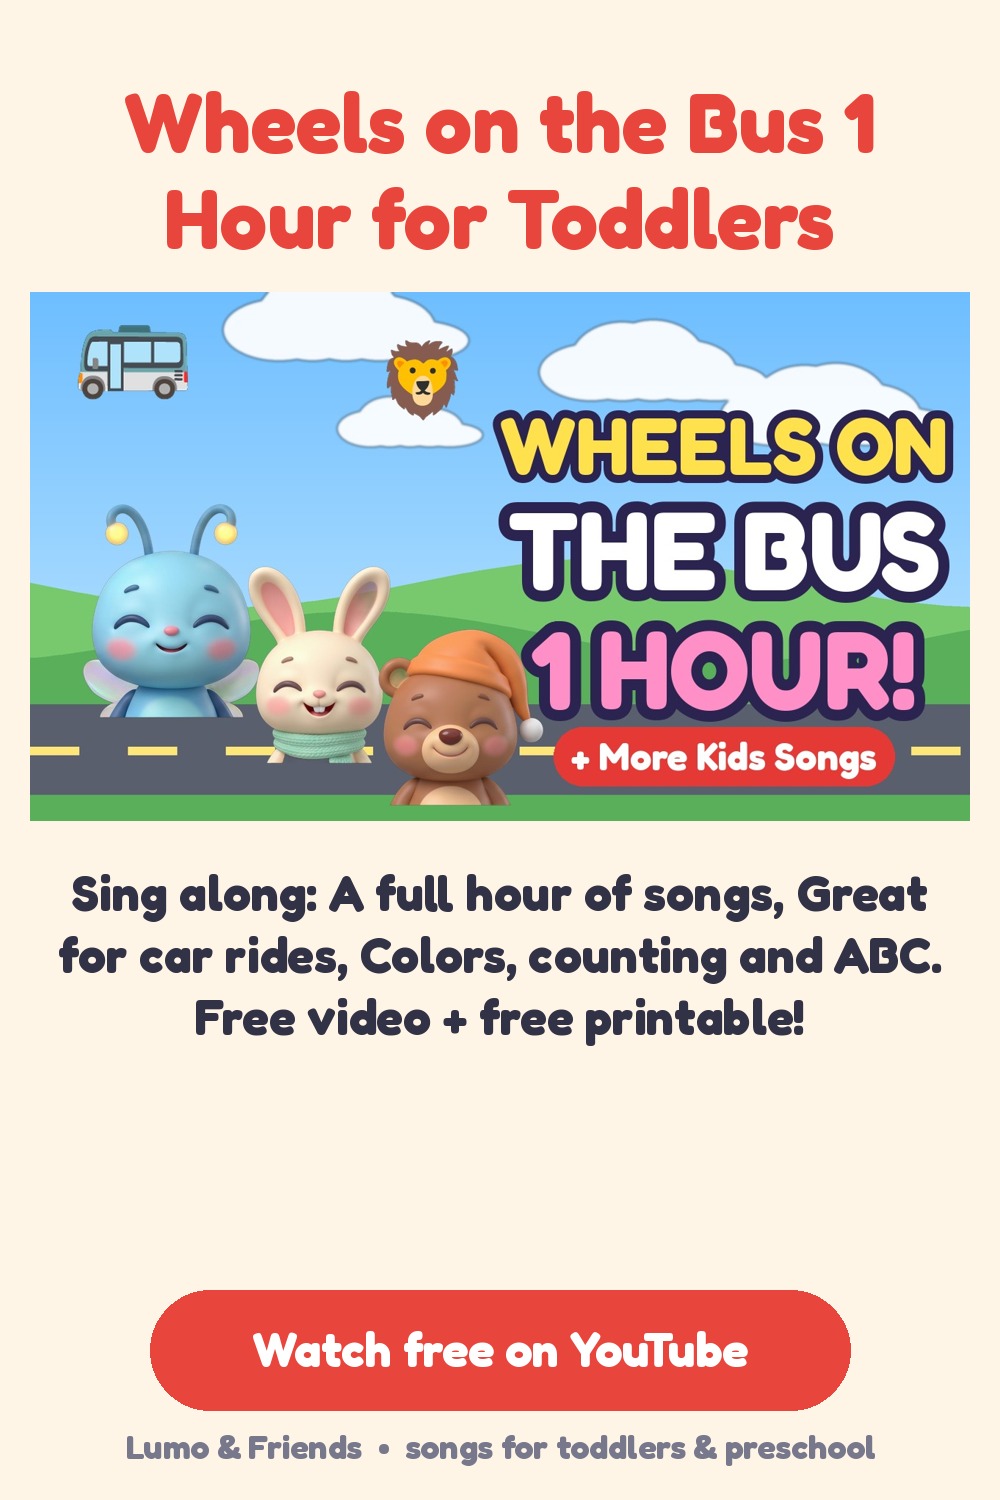 Wheels on the Bus 1
Hour for Toddlers
WHEELS ON
THE BUS
1 HOUR!
+ More Kids Songs
Sing along: A full hour of songs, Great
for car rides, Colors, counting and ABC.
Free video + free printable!
Watch free on YouTube
Lumo & Friends • songs for toddlers & preschool